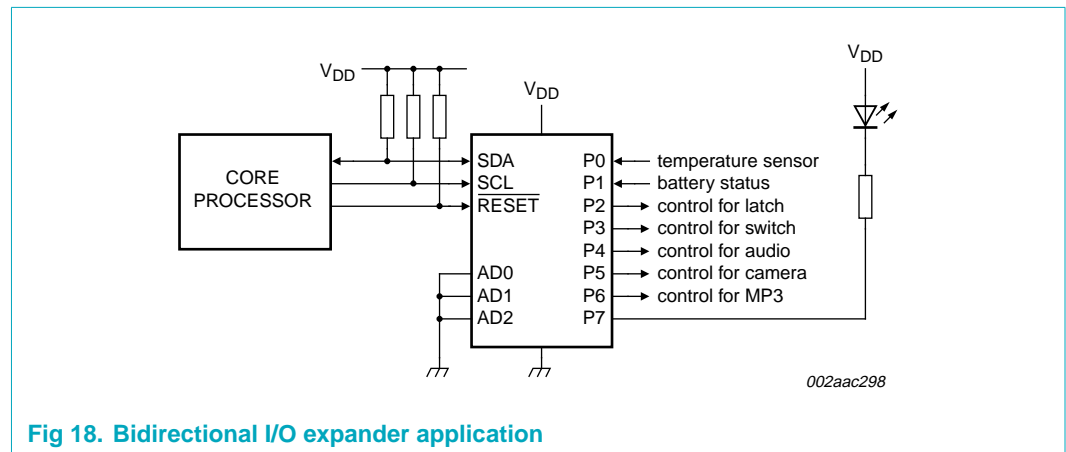 VDD
VDD
VDD
CORE
PROCESSOR
SDA
SCL
RESET
AD0
AD1
AD2
P0
P1
P2
P3
P4
P5
P6
P7
temperature sensor
battery status
control for latch
control for switch
control for audio
control for camera
control for MP3
002aac298
Fig 18. Bidirectional I/O expander application